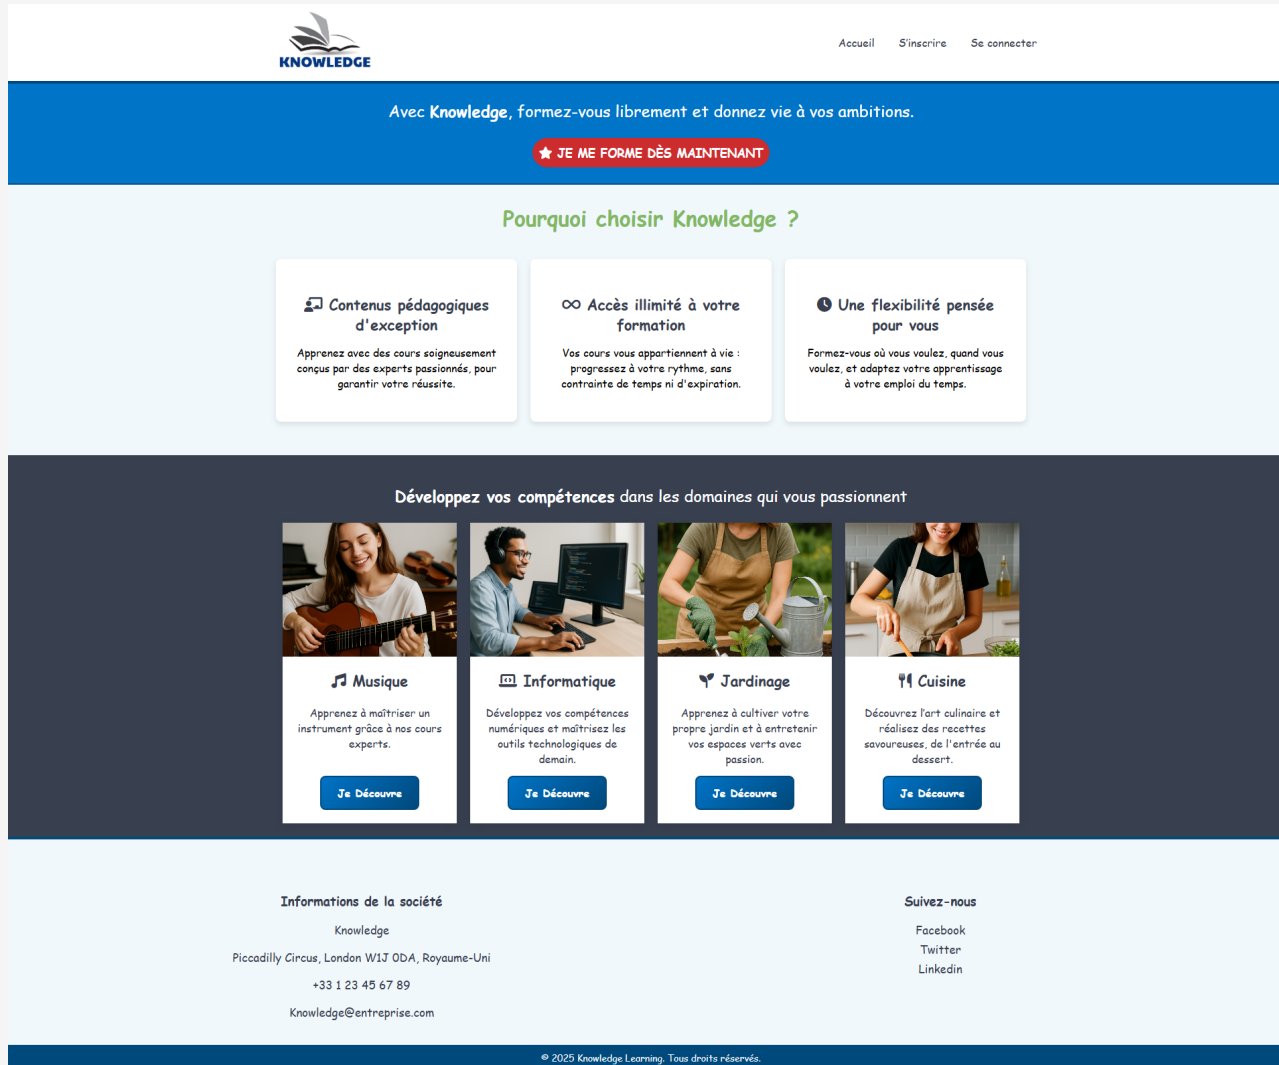 KNOWLEDGE
Accueil S'inscrire Se connecter
Avec Knowledge, formez-vous librement et donnez vie à vos ambitions.
JE ME FORME DÈS MAINTENANT
Pourquoi choisir Knowledge ?
Contenus pédagogiques
d'exception
Apprenez avec des cours soigneusement
conçus par des experts passionnés, pour
garantir votre réussite.
Accès illimité à votre
formation
Vos cours vous appartiennent à vie :
progressez à votre rythme, sans
contrainte de temps ni d'expiration.
Une flexibilité pensée
pour vous
Formez-vous où vous voulez, quand vous
voulez, et adaptez votre apprentissage
à votre emploi du temps.
Développez vos compétences dans les domaines qui vous passionnent
Musique
Apprenez à maîtriser un
instrument grâce à nos cours
experts.
Je Découvre
Informatique
Développez vos compétences
numériques et maîtrisez les
outils technologiques de
demain.
Je Découvre
Jardinage
Apprenez à cultiver votre
propre jardin et à entretenir
vos espaces verts avec
passion.
Je Découvre
Cuisine
Découvrez l'art culinaire et
réalisez des recettes
savoureuses, de l'entrée au
dessert.
Je Découvre
Informations de la société
Knowledge
Piccadilly Circus, London W1J 0DA, Royaume-Uni
+33 1 23 45 67 89
Knowledge@entreprise.com
Suivez-nous
Facebook
Twitter
Linkedin
© 2025 Knowledge Learning. Tous droits réservés.